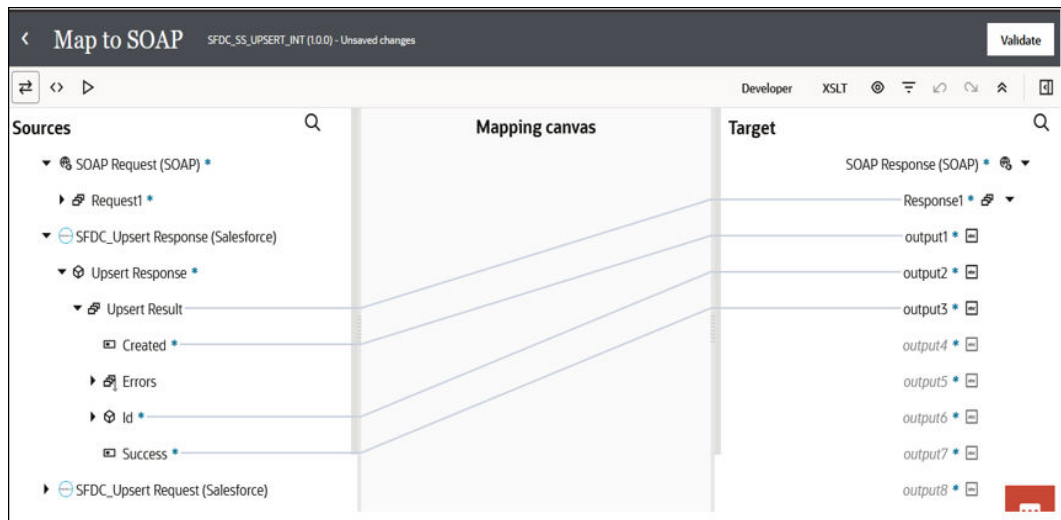 Map to SOAP SFDC_SS_UPSERT_INT (1.0.0) - Unsaved changes Validate
Developer XSLT
Sources Mapping canvas Target
SOAP Request (SOAP) * SOAP Response (SOAP) *
Request1 * Response1 *
SFDC_Upsert Response (Salesforce) output1 *
Upsert Response * output2 *
Upsert Result output3 *
Created * output4 *
Errors output5 *
Id * output6 *
Success * output7 *
SFDC_Upsert Request (Salesforce) output8 *